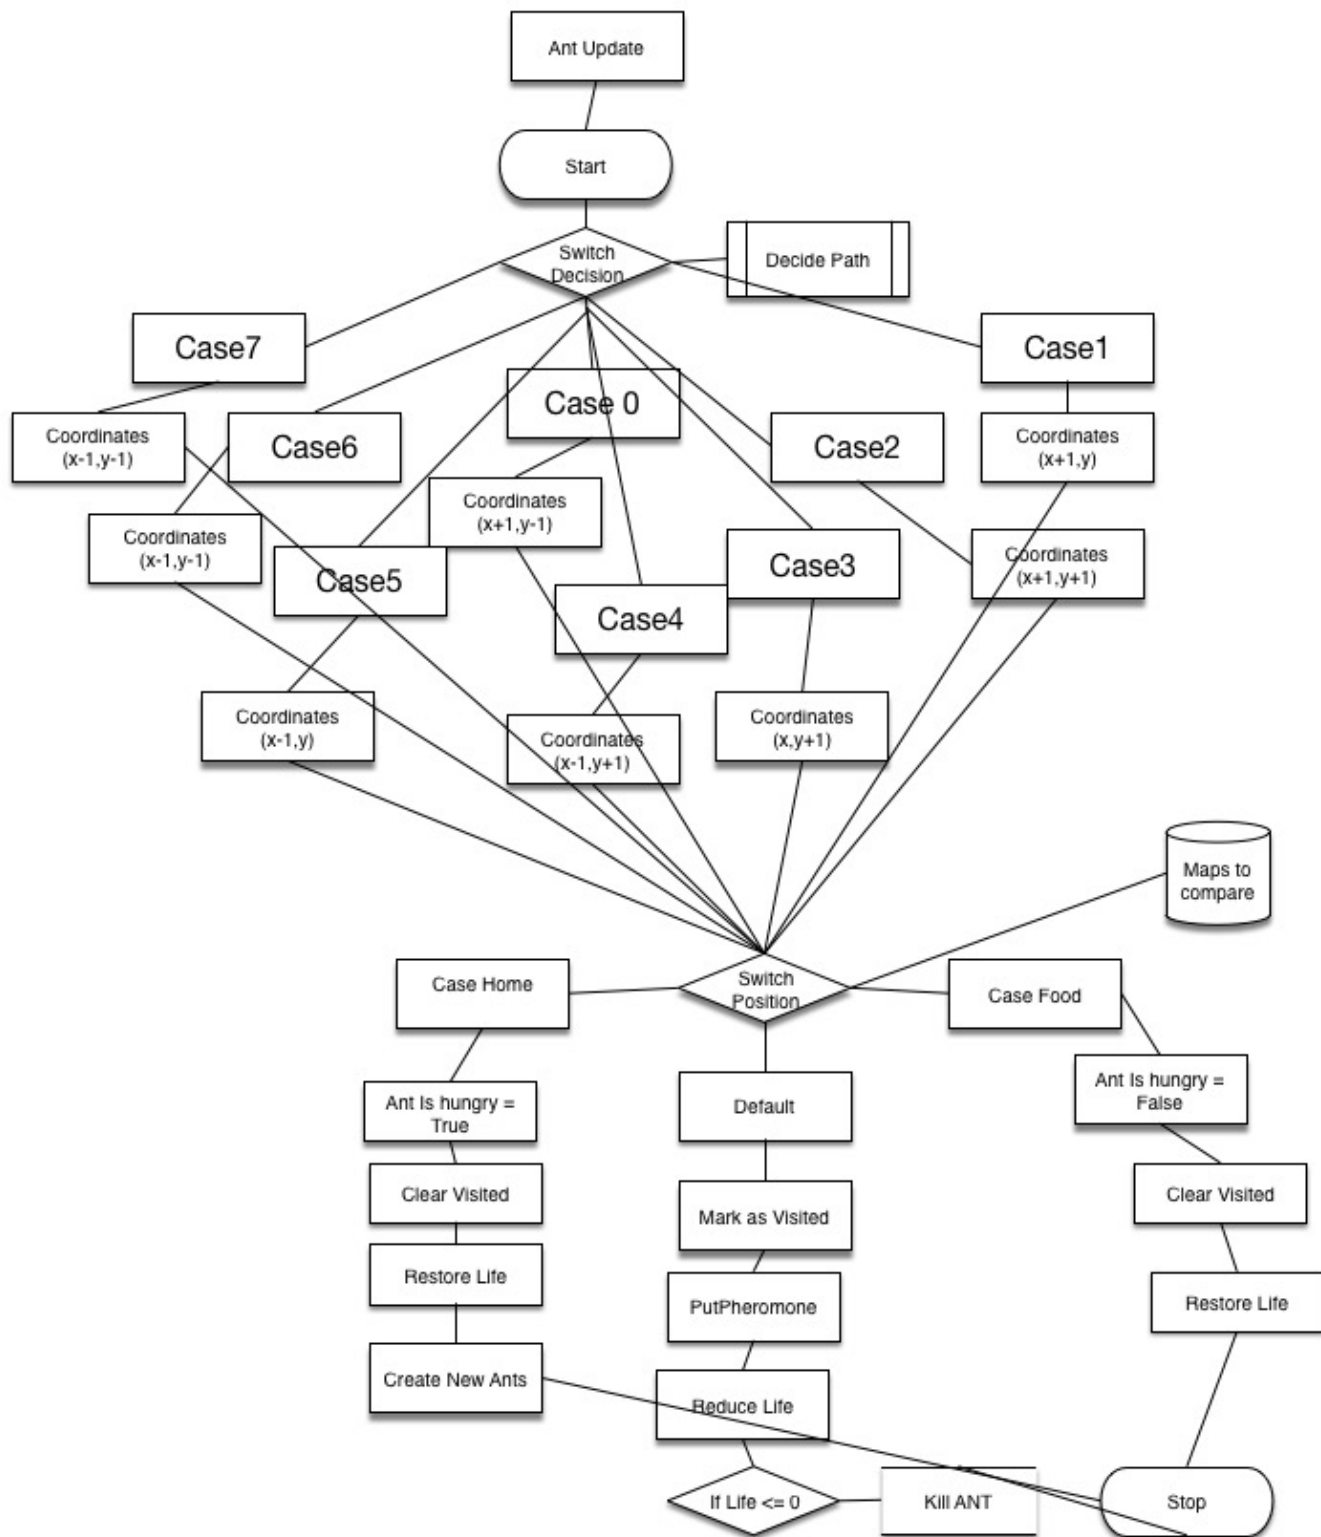 Ant Update
Start
Switch
Decision
Decide Path
Case7
Case1
Case 0
Coordinates
(x-1,y-1)
Case6
Case2
Coordinates
(x+1,y)
Coordinates
(x+1,y-1)
Coordinates
(x-1,y-1)
Case5
Case3
Coordinates
(x+1,y+1)
Case4
Coordinates
(x-1,y)
Coordinates
(x-1,y+1)
Coordinates
(x,y+1)
Maps to
compare
Case Home
Switch
Position
Case Food
Ant Is hungry =
True
Default
Ant Is hungry =
False
Clear Visited
Mark as Visited
Clear Visited
Restore Life
PutPheromone
Restore Life
Create New Ants
Reduce Life
If Life <= 0
Kill ANT
Stop